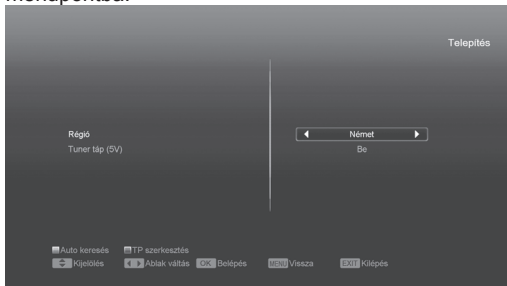 menüpontba.
Telepítés
Régió Német
Tuner táp (5V) Be
Auto keresés TP szerkesztés
Kijelölés Ablak váltás OK Belépés MENU Vissza EXIT Kilépés